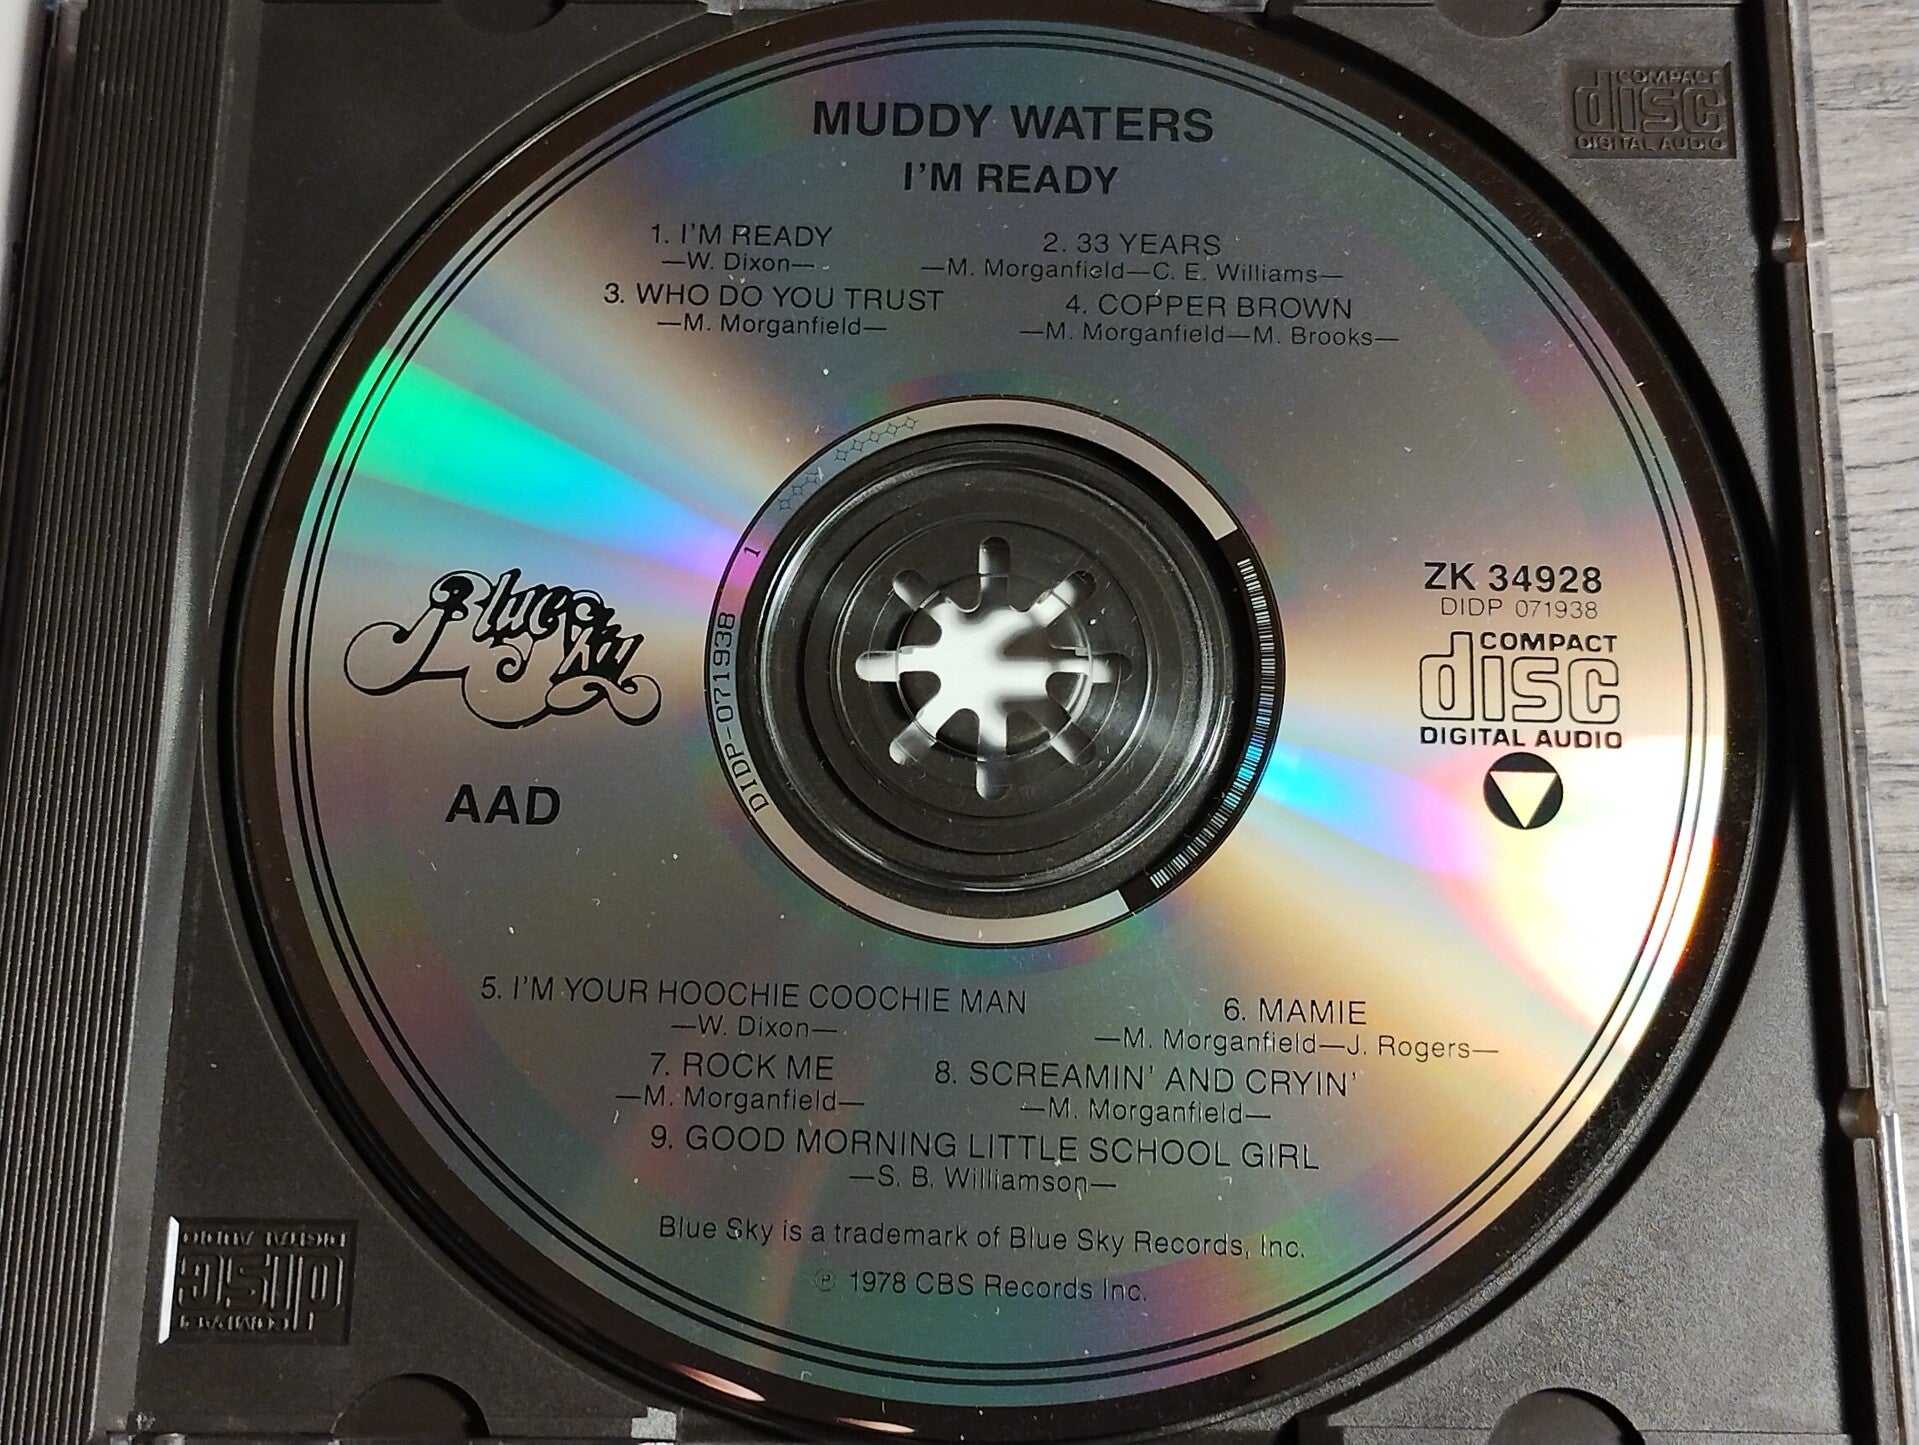 COMPACT
disc
DIGITAL AUDIO
MUDDY WATERS
I'M READY
1. I'M READY
—W. Dixon—
2. 33 YEARS
—M. Morganfield—C. E. Williams—
3. WHO DO YOU TRUST
—M. Morganfield—
4. COPPER BROWN
—M. Morganfield—M. Brooks—
Blue Sky
AAD
DIDP-071938 1
ZK 34928
DIDP 071938
COMPACT
disc
DIGITAL AUDIO
5. I'M YOUR HOOCHIE COOCHIE MAN
—W. Dixon—
6. MAMIE
—M. Morganfield—J. Rogers—
7. ROCK ME
—M. Morganfield—
8. SCREAMIN' AND CRYIN'
—M. Morganfield—
9. GOOD MORNING LITTLE SCHOOL GIRL
—S. B. Williamson—
Blue Sky is a trademark of Blue Sky Records, Inc.
℗ 1978 CBS Records Inc.
COMPACT
disc
DIGITAL AUDIO